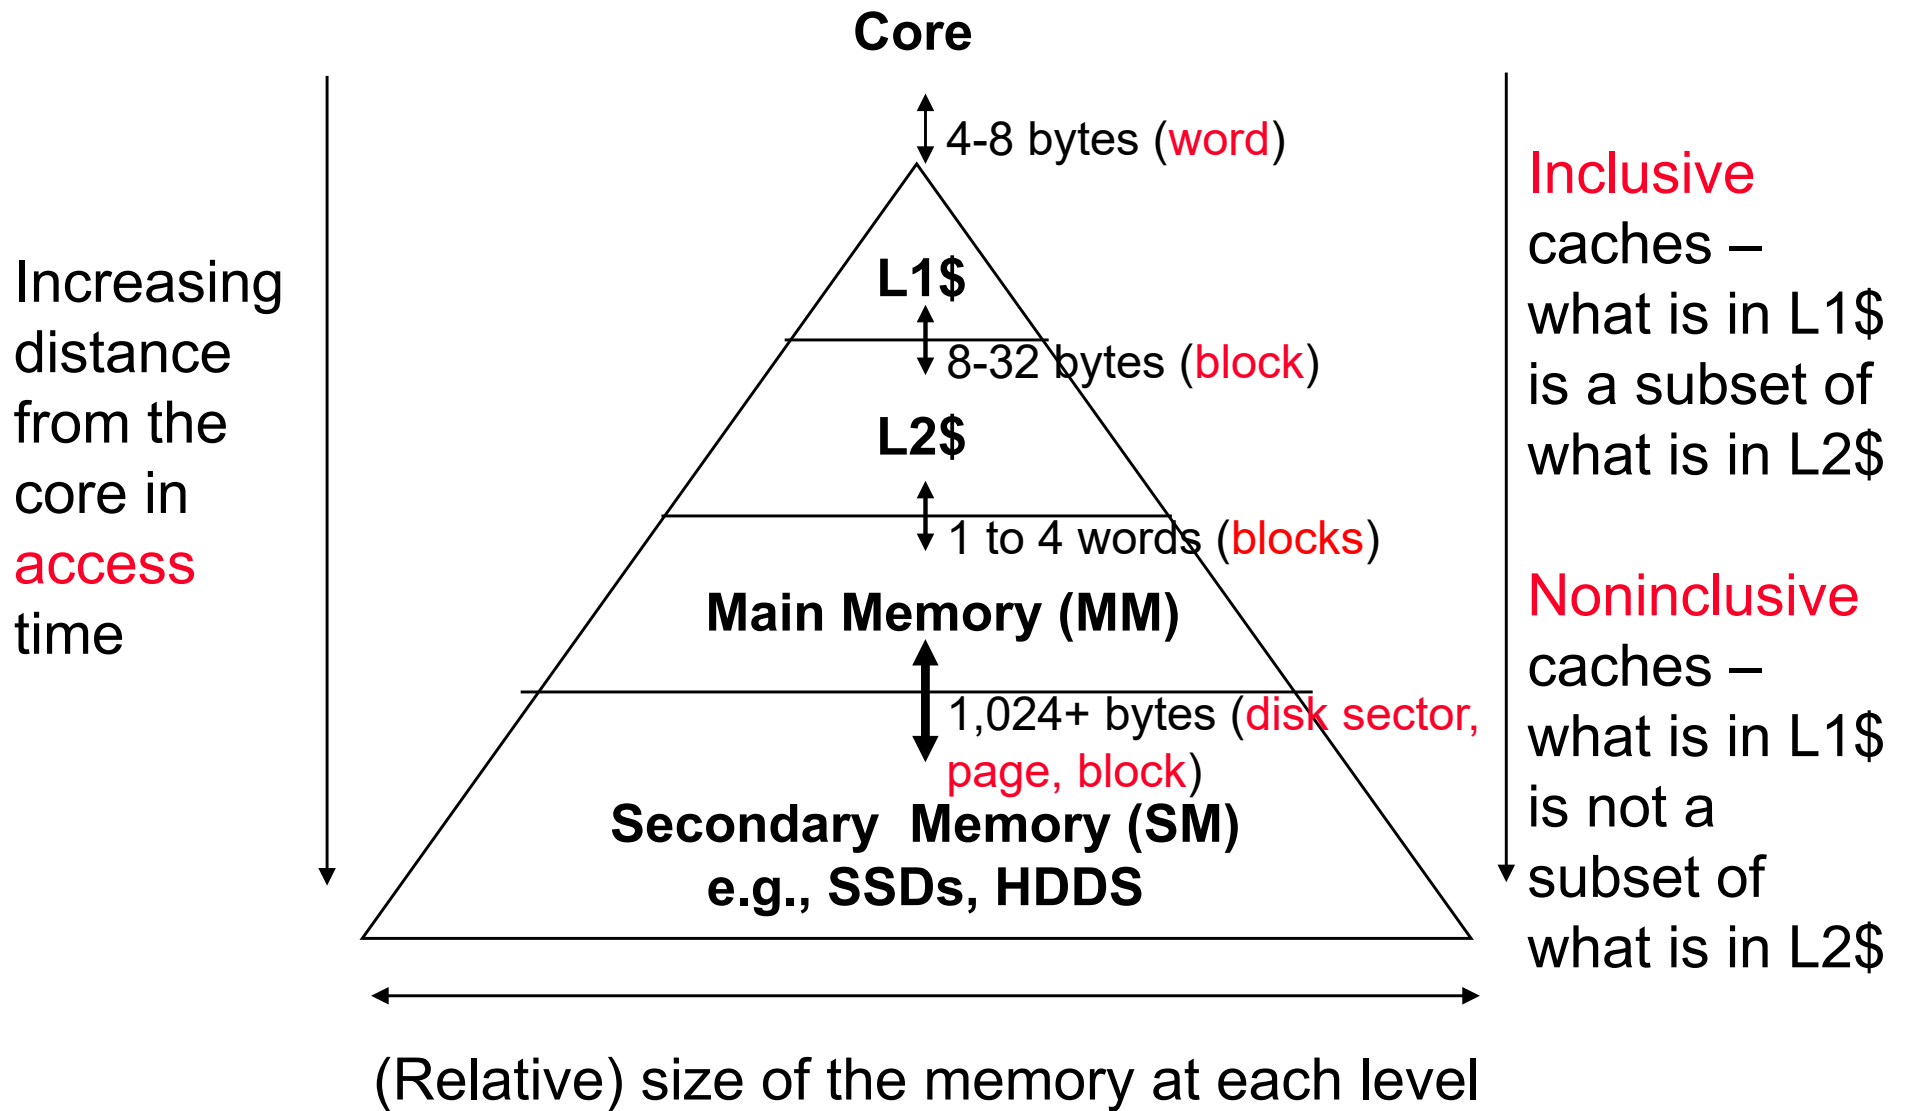 Core
4-8 bytes (word)
Increasing
distance
from the
core in
access
time
L1$
8-32 bytes (block)
L2$
1 to 4 words (blocks)
Main Memory (MM)
1,024+ bytes (disk sector,
page, block)
Secondary Memory (SM)
e.g., SSDs, HDDS
Inclusive
caches –
what is in L1$
is a subset of
what is in L2$
Noninclusive
caches –
what is in L1$
is not a
subset of
what is in L2$
(Relative) size of the memory at each level